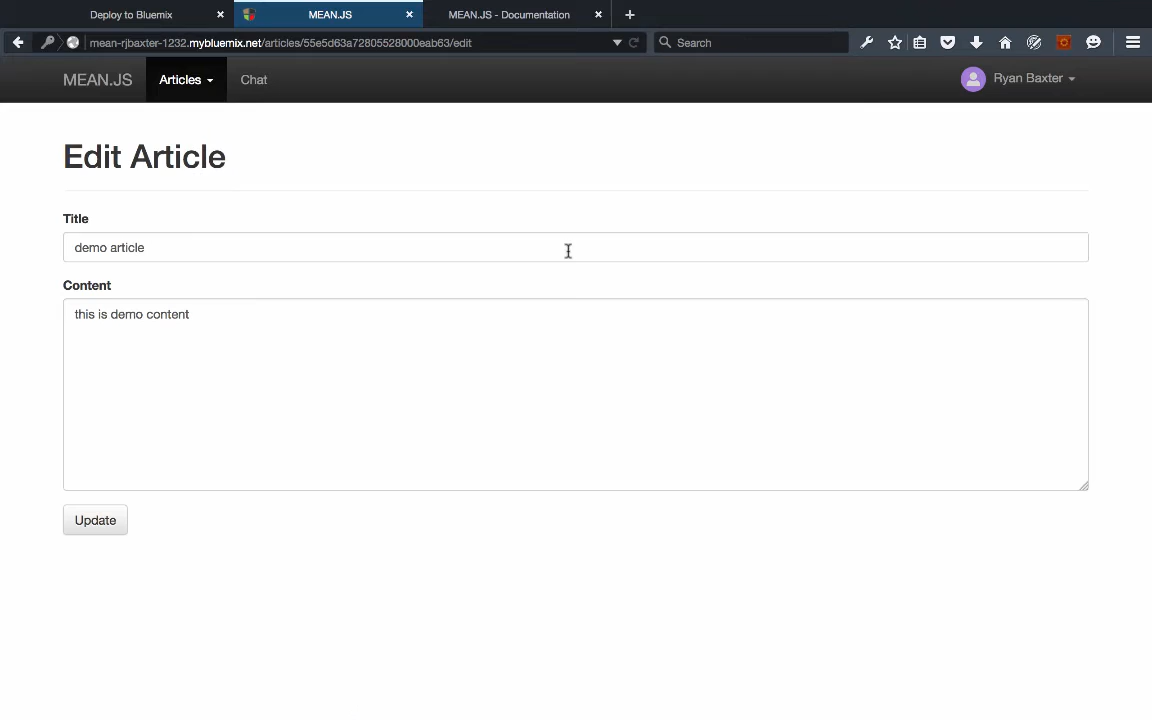 Deploy to Bluemix
MEAN.JS
MEAN.JS - Documentation
mean-rjbaxter-1232.mybluemix.net/articles/55e5d63a72805528000eab63/edit
Search
MEAN.JS
Articles
Chat
Ryan Baxter
Edit Article
Title
demo article
Content
this is demo content
Update